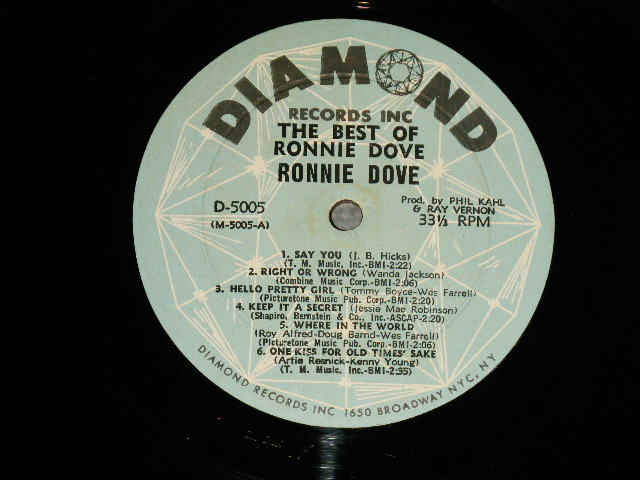 DIAMOND
RECORDS INC
THE BEST OF
RONNIE DOVE
RONNIE DOVE
D-5005
(M-5005-A)
Prod. by PHIL KAHL
& RAY VERNON
33⅓ RPM
1. SAY YOU (J. B. Hicks)
(T. M. Music, Inc.-BMI-2:22)
2. RIGHT OR WRONG (Wanda Jackson)
(Combine Music Corp.-BMI-2:06)
3. HELLO PRETTY GIRL (Tommy Boyce-Wes Farrell)
(Picturetone Music Pub. Corp.-BMI-2:20)
4. KEEP IT A SECRET (Jessie Mae Robinson)
(Shapiro, Bernstein & Co., Inc.-ASCAP-2:20)
5. WHERE IN THE WORLD
(Roy Alfred-Doug Barnd-Wes Farrell)
(Picturetone Music Pub. Corp.-BMI-2:06)
6. ONE KISS FOR OLD TIMES' SAKE
(Artie Resnick-Kenny Young)
(T. M. Music, Inc.-BMI-2:35)
DIAMOND RECORDS INC 1650 BROADWAY NYC, NY